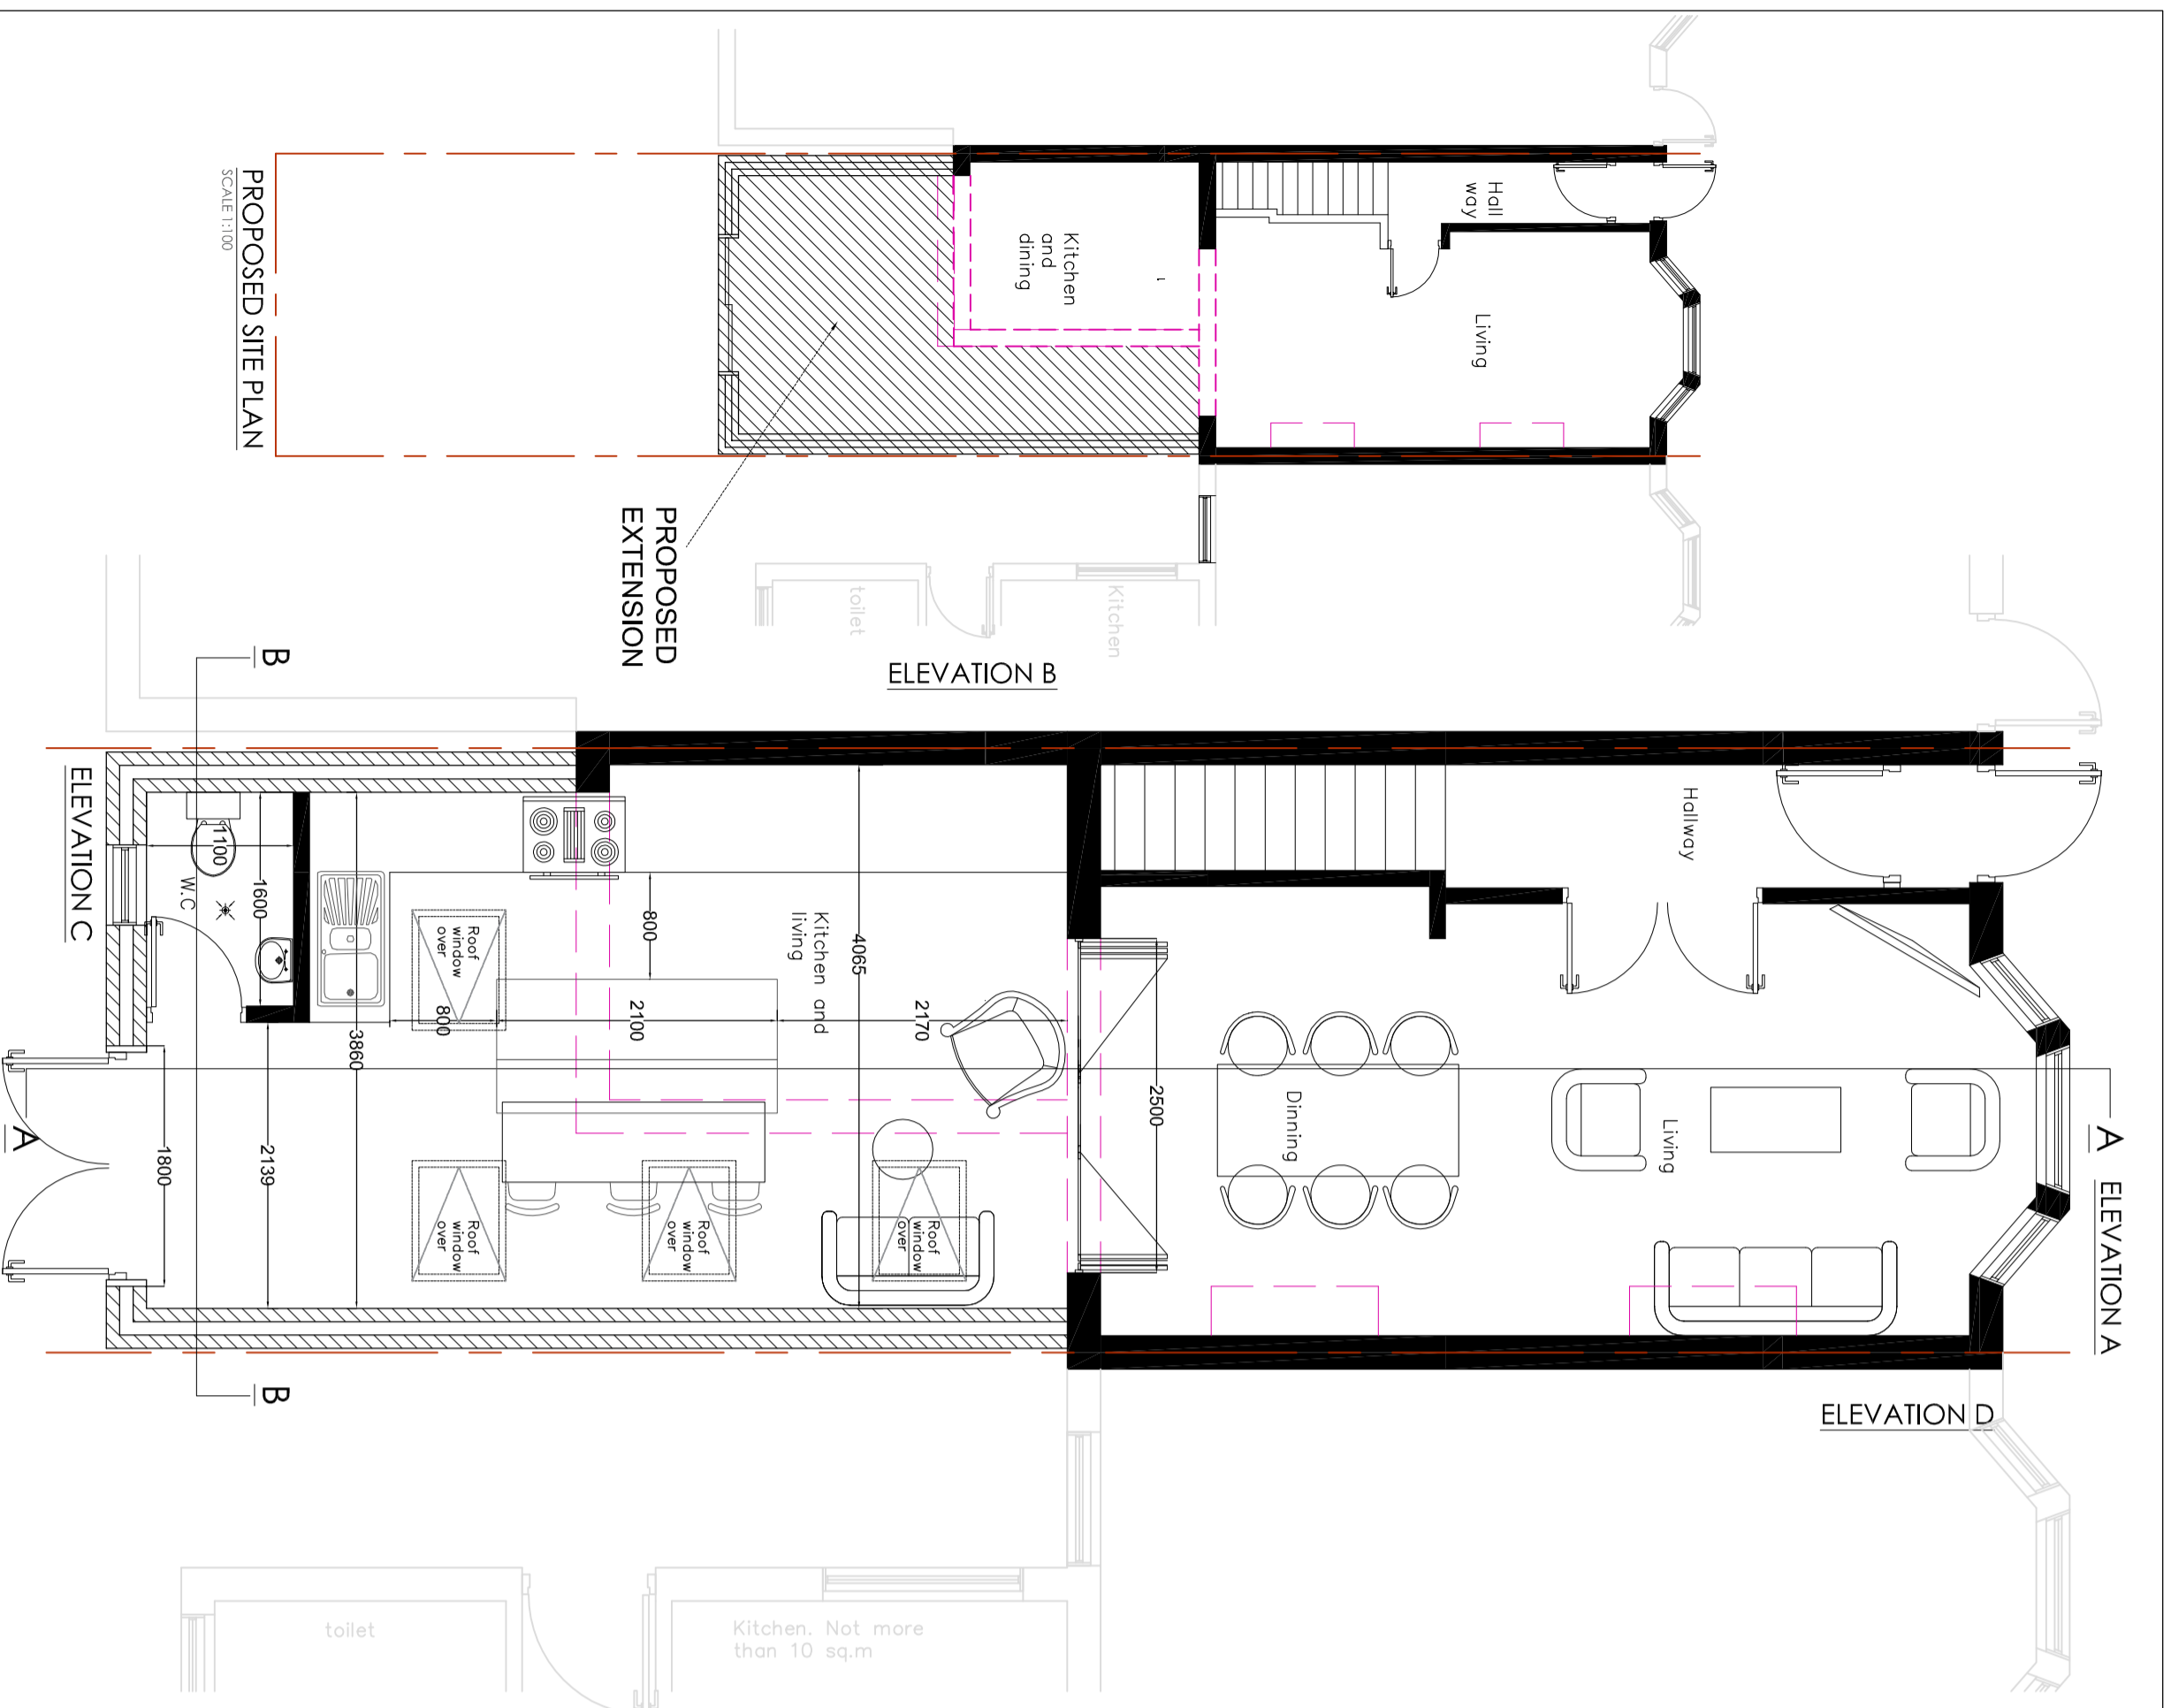 PROPOSED SITE PLAN
SCALE 1:100
Hall
way
Living
Kitchen
and
dining
PROPOSED
EXTENSION
toilet
Kitchen
ELEVATION B
B
ELEVATION C
A
A
ELEVATION A
B
ELEVATION D
Hallway
Living
Dinning
2500
Kitchen and
living
4065
2170
2100
800
800
3860
2139
1800
1600
1100
W.C
Roof
window
over
Roof
window
over
Roof
window
over
Roof
window
over
toilet
Kitchen. Not more
than 10 sq.m